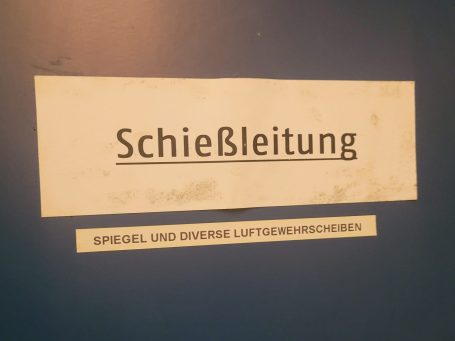 Schießleitung
SPIEGEL UND DIVERSE LUFTGEWEHRSCHEIBEN